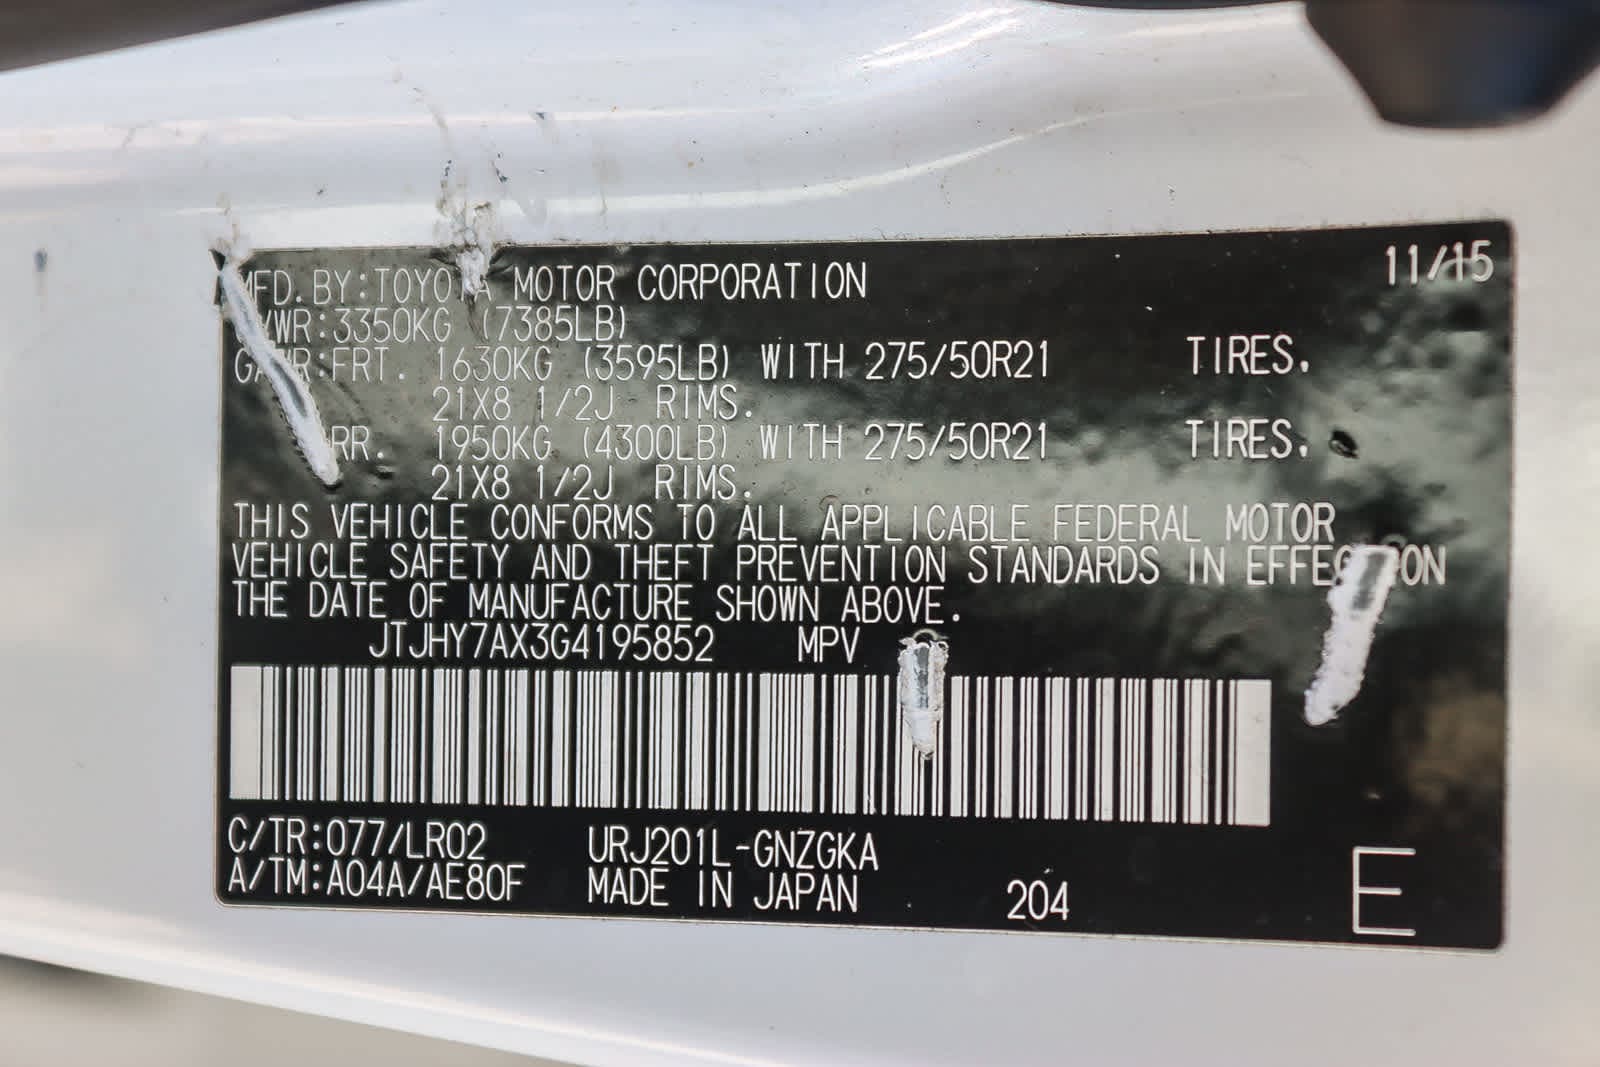 11/15
MFD. BY:TOYOTA MOTOR CORPORATION
GVWR:3350KG (7385LB)
GAWR:FRT. 1630KG (3595LB) WITH 275/50R21 TIRES.
21X8 1/2J RIMS.
RR. 1950KG (4300LB) WITH 275/50R21 TIRES.
21X8 1/2J RIMS.
THIS VEHICLE CONFORMS TO ALL APPLICABLE FEDERAL MOTOR
VEHICLE SAFETY AND THEFT PREVENTION STANDARDS IN EFFECT ON
THE DATE OF MANUFACTURE SHOWN ABOVE.
JTJHY7AX3G4195852 MPV
C/TR:077/LR02 URJ201L-GNZGKA
A/TM:A04A/AE80F MADE IN JAPAN 204 E